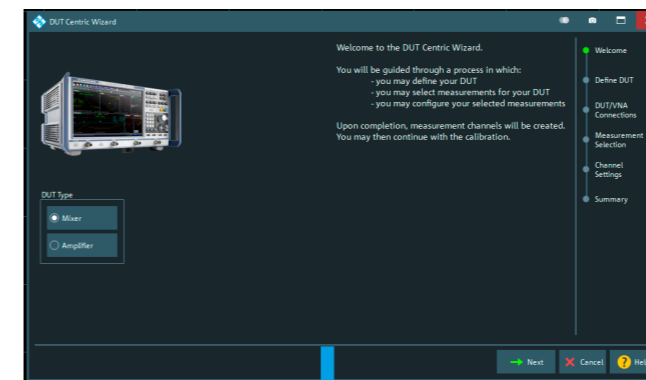 DUT Centric Wizard
Welcome to the DUT Centric Wizard.
You will be guided through a process in which:
- you may define your DUT
- you may select measurements for your DUT
- you may configure your selected measurements
Upon completion, measurement channels will be created.
You may then continue with the calibration.
DUT Type
Mixer
Amplifier
Welcome
Define DUT
DUT/VNA
Connections
Measurement
Selection
Channel
Settings
Summary
Next
Cancel